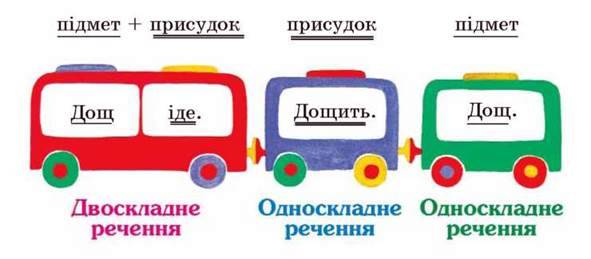 підмет + присудок присудок підмет
Дощ іде. Дощить. Дощ.
Двоскладне Односкладне Односкладне
речення речення речення